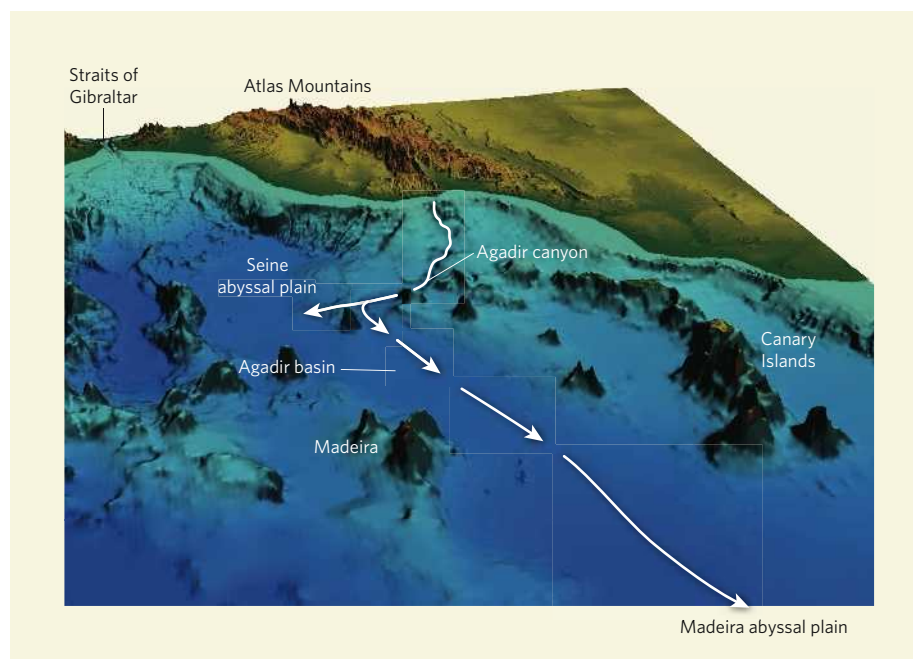 Straits of
Gibraltar
Atlas Mountains
Agadir canyon
Seine
abyssal plain
Canary
Islands
Agadir basin
Madeira
Madeira abyssal plain